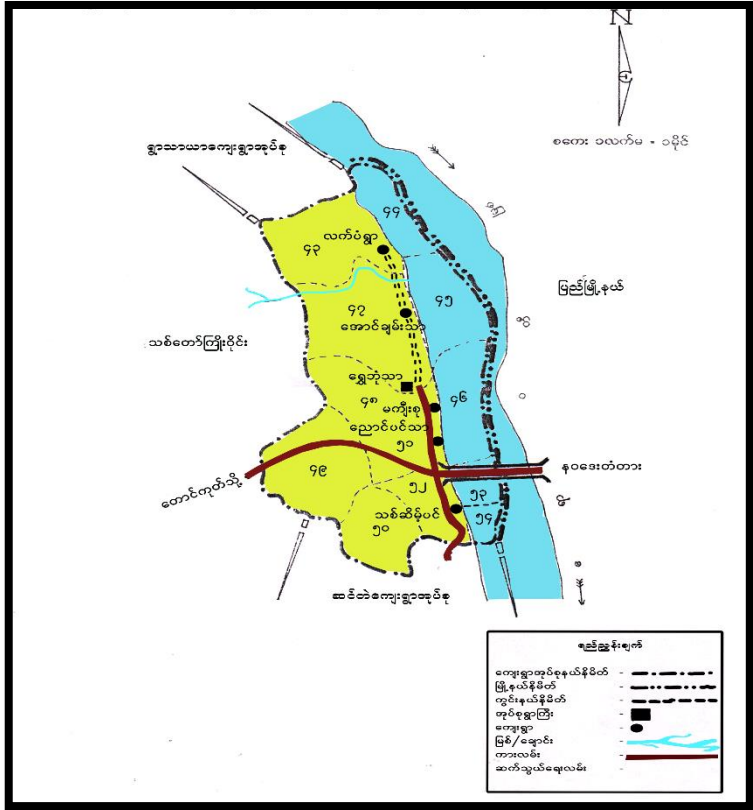 N
စကေး ၁လက်မ - ၁မိုင်
ရွာသာယာကျေးရွာအုပ်စု
၄၄
လက်ပံရွာ
၄၃
၄၅
ပြည်မြို့နယ်
၄၇
အောင်ချမ်းသာ
သစ်တော်ကြိုးဝိုင်း
ရွှေဘုံသာ
၄၈
၄၆
မကျီးစု
ညောင်ပင်သာ
၅၁
၄၉
နဝဒေးတံတား
တောင်ကုတ်သို့
၅၂
၅၃
သစ်ဆိမ့်ပင်
၅၄
၅၀
ဆင်တဲကျေးရွာအုပ်စု
ရည်ညွှန်းချက်
ကျေးရွာအုပ်စုနယ်နိမိတ် -
မြို့နယ်နိမိတ် -
ကွင်းနယ်နိမိတ် -
အုပ်စုရွာကြီး -
ကျေးရွာ -
မြစ်/ချောင်း -
ကားလမ်း -
ဆက်သွယ်ရေးလမ်း -